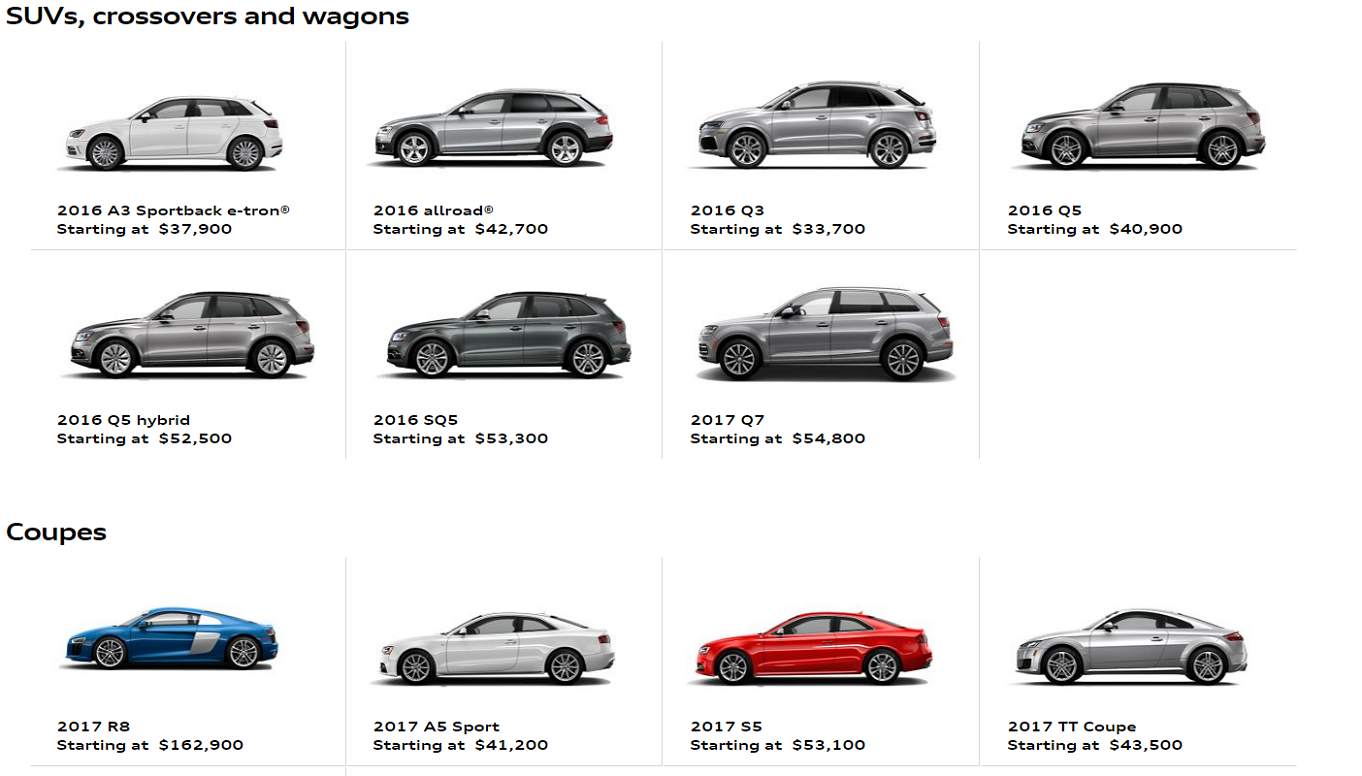 SUVs, crossovers and wagons
2016 A3 Sportback e-tron®
Starting at $37,900
2016 allroad®
Starting at $42,700
2016 Q3
Starting at $33,700
2016 Q5
Starting at $40,900
2016 Q5 hybrid
Starting at $52,500
2016 SQ5
Starting at $53,300
2017 Q7
Starting at $54,800
Coupes
2017 R8
Starting at $162,900
2017 A5 Sport
Starting at $41,200
2017 S5
Starting at $53,100
2017 TT Coupe
Starting at $43,500